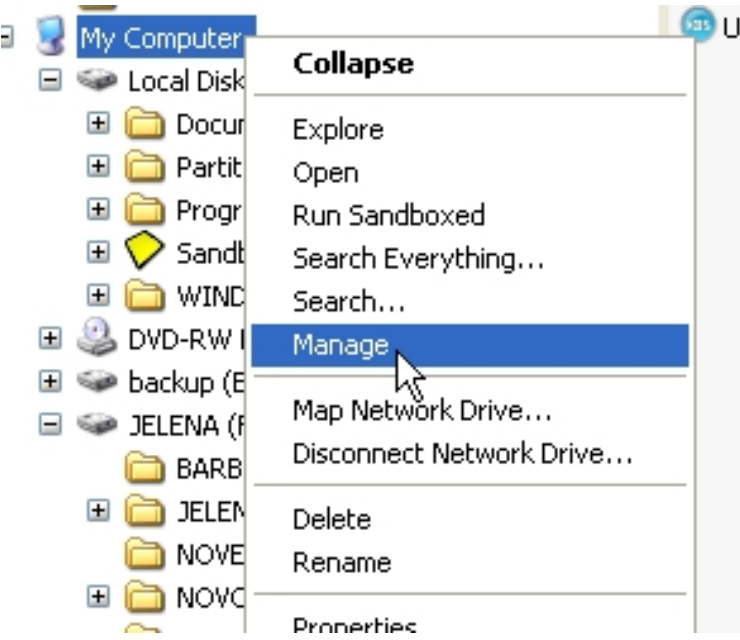 My Computer
Local Disk
Collapse
Explore
Open
Run Sandboxed
Search Everything...
Search...
Manage
Map Network Drive...
Disconnect Network Drive...
Delete
Rename
Properties
DVD-RW
backup (E
JELENA (F
BARB
JELEN
NOVE
NOVO
Docur
Partit
Progr
Sandb
WIND
U